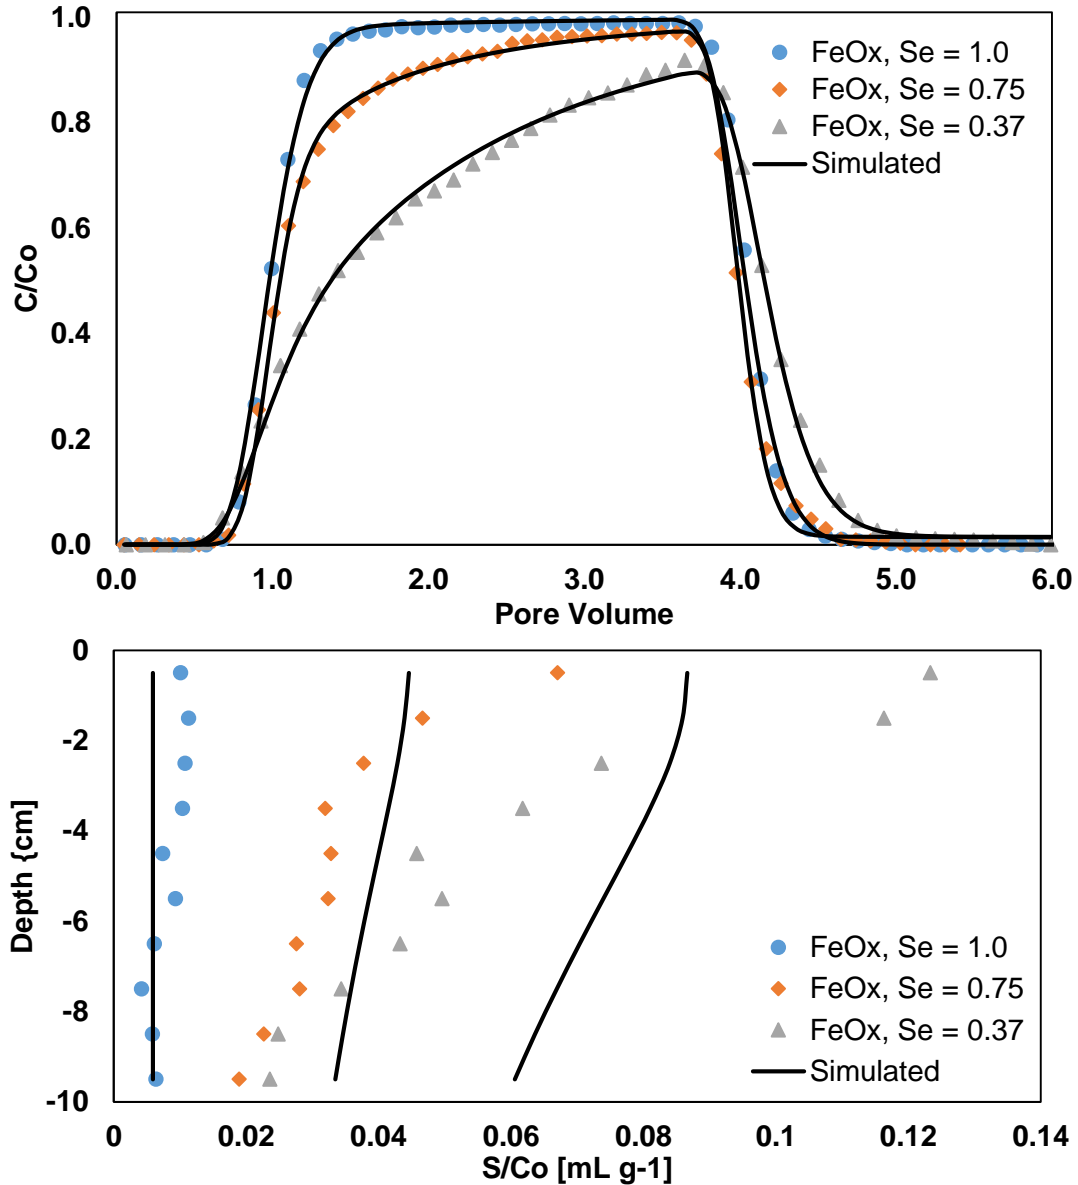 1.0
0.8
0.6
0.4
0.2
0.0
C/Co
FeOx, Se = 1.0
FeOx, Se = 0.75
FeOx, Se = 0.37
Simulated
0.0 1.0 2.0 3.0 4.0 5.0 6.0
Pore Volume
0
-2
-4
-6
-8
-10
Depth {cm]
FeOx, Se = 1.0
FeOx, Se = 0.75
FeOx, Se = 0.37
Simulated
0 0.02 0.04 0.06 0.08 0.1 0.12 0.14
S/Co [mL g-1]